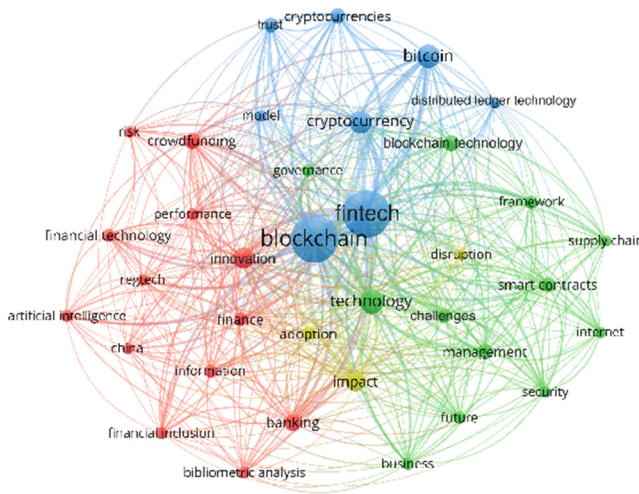 cryptocurrencies
trust
bitcoin
distributed ledger technology
model
cryptocurrency
risk
crowdfunding
blockchain technology
governance
framework
performance
fintech
financial technology
blockchain
supply chain
innovation
disruption
regtech
smart contracts
technology
artificial intelligence
finance
challenges
adoption
internet
china
management
information
impact
security
banking
future
financial inclusion
business
bibliometric analysis